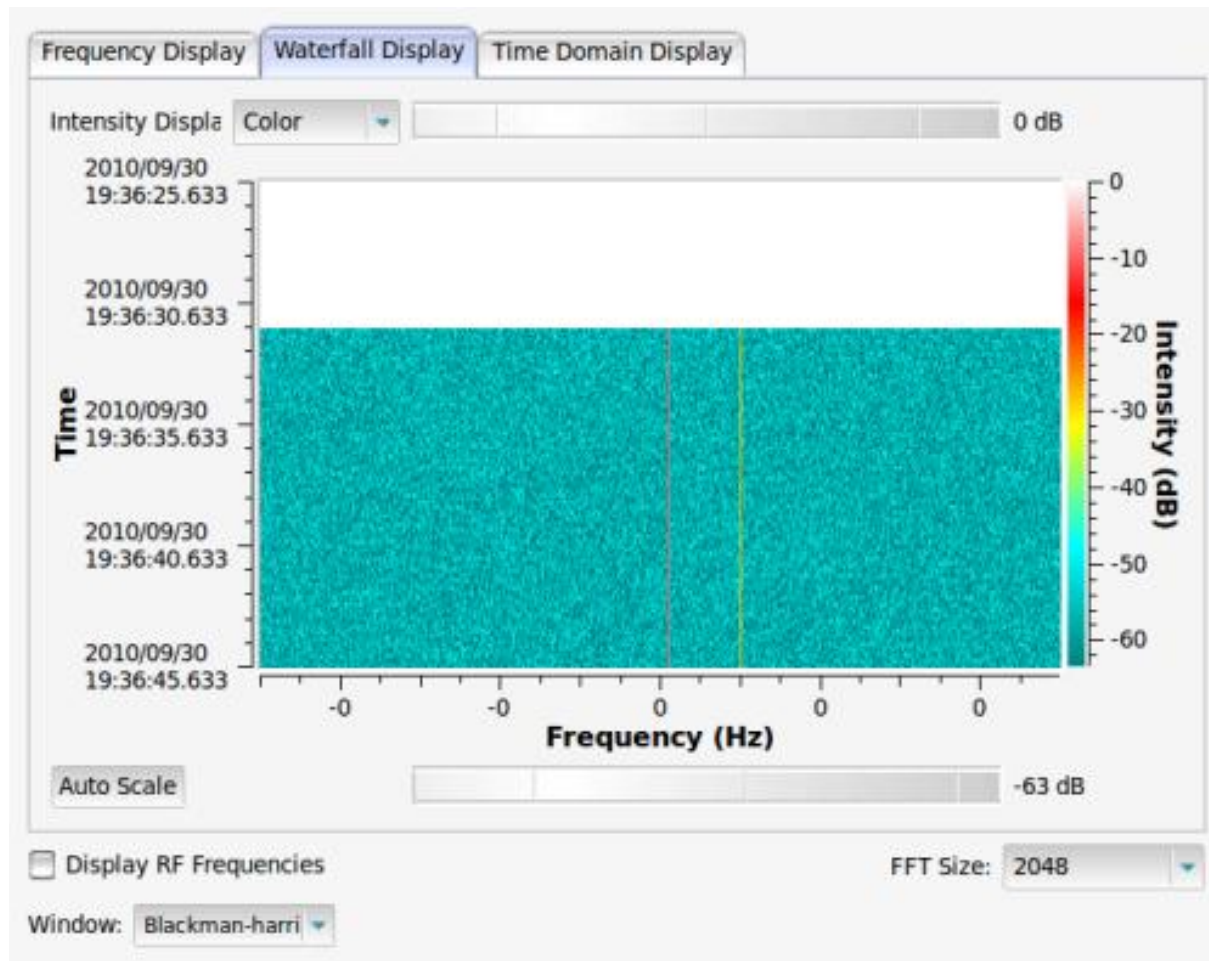 Frequency Display Waterfall Display Time Domain Display
Intensity Displa Color 0 dB
2010/09/30
19:36:25.633
2010/09/30
19:36:30.633
2010/09/30
19:36:35.633
2010/09/30
19:36:40.633
2010/09/30
19:36:45.633
Time
0
-10
-20
-30
-40
-50
-60
Intensity (dB)
-0 -0 0 0 0
Frequency (Hz)
Auto Scale -63 dB
Display RF Frequencies FFT Size: 2048
Window: Blackman-harri